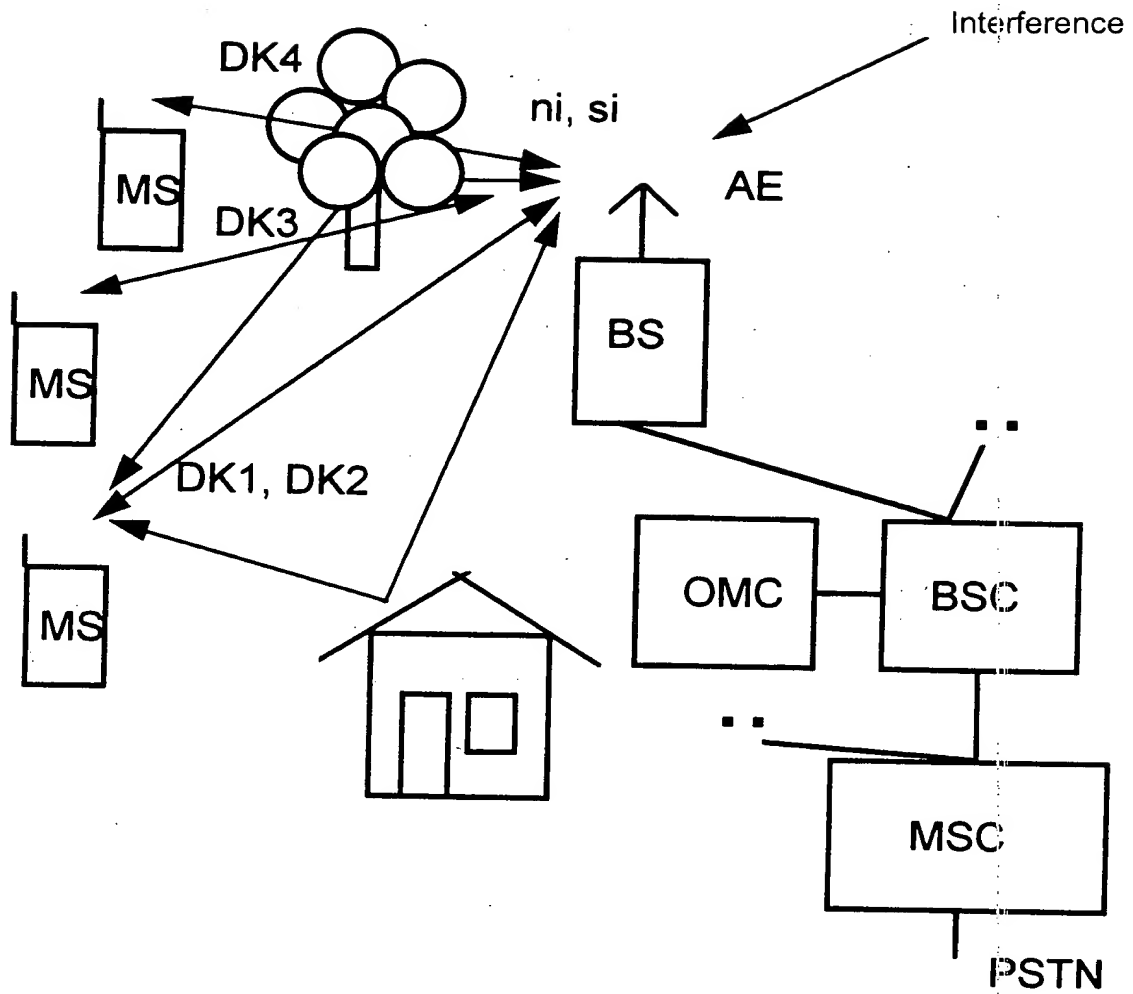 Interference
DK4
ni, si
MS
AE
DK3
BS
MS
DK1, DK2
OMC
BSC
MS
MSC
PSTN